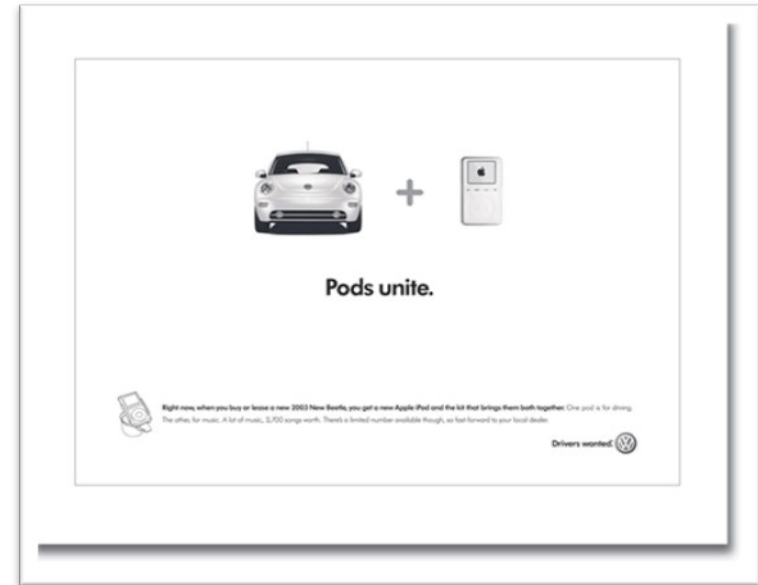 Pods unite.
Right now, when you buy or lease a new 2003 New Beetle, you get a new Apple iPod and the kit that brings them both together. One pod is for driving.
The other, for music. A lot of music, 3,700 songs worth. There's a limited number available though, so fast-forward to your local dealer.
Drivers wanted.